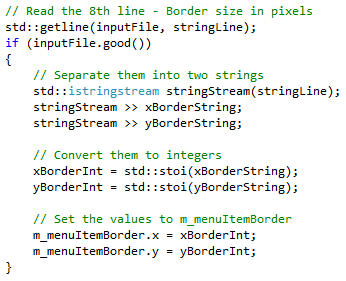 // Read the 8th line - Border size in pixels
std::getline(inputFile, stringLine);
if (inputFile.good())
{
    // Separate them into two strings
    std::istringstream stringStream(stringLine);
    stringStream >> xBorderString;
    stringStream >> yBorderString;

    // Convert them to integers
    xBorderInt = std::stoi(xBorderString);
    yBorderInt = std::stoi(yBorderString);

    // Set the values to m_menuItemBorder
    m_menuItemBorder.x = xBorderInt;
    m_menuItemBorder.y = yBorderInt;
}